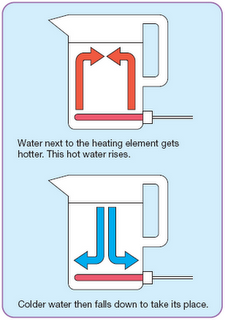 Water next to the heating element gets
hotter. This hot water rises.
Colder water then falls down to take its place.